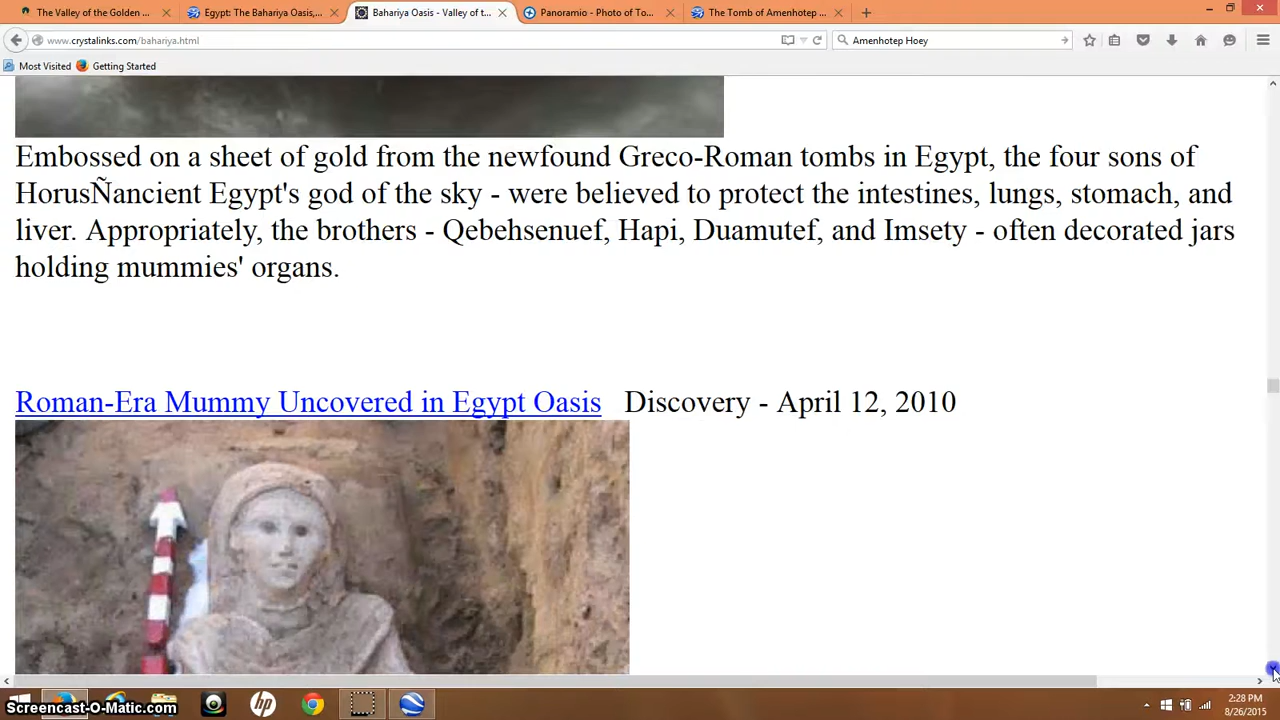 The Valley of the Golden ...
Egypt: The Bahariya Oasis,...
Bahariya Oasis - Valley of t...
Panoramio - Photo of To...
The Tomb of Amenhotep ...
www.crystalinks.com/bahariya.html
Amenhotep Hoey
Most Visited
Getting Started
Embossed on a sheet of gold from the newfound Greco-Roman tombs in Egypt, the four sons of
HorusÑancient Egypt's god of the sky - were believed to protect the intestines, lungs, stomach, and
liver. Appropriately, the brothers - Qebehsenuef, Hapi, Duamutef, and Imsety - often decorated jars
holding mummies' organs.
Roman-Era Mummy Uncovered in Egypt Oasis Discovery - April 12, 2010
hp
2:28 PM
8/26/2015
Screencast-O-Matic.com